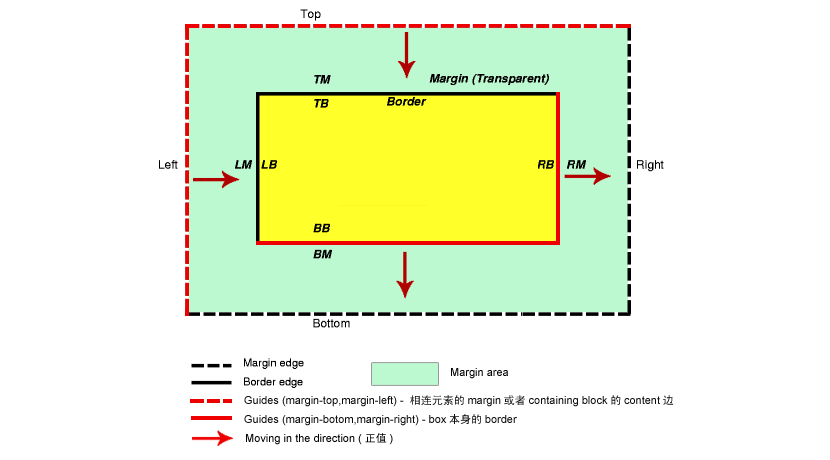 Top
TM Margin (Transparent)
TB Border
Left LM LB RB RM Right
BB
BM
Bottom
Margin edge
Margin area
Border edge
Guides (margin-top,margin-left) - 相连元素的 margin 或者 containing block 的 content 边
Guides (margin-botom,margin-right) - box 本身的 border
Moving in the direction ( 正值 )